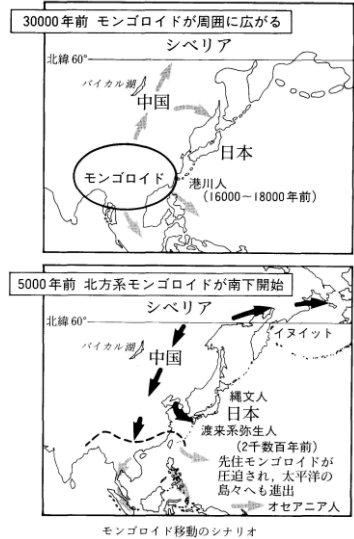 30000年前 モンゴロイドが周囲に広がる
シベリア
北緯60°
バイカル湖
中国
日本
モンゴロイド
港川人
(16000〜18000年前)
5000年前 北方系モンゴロイドが南下開始
シベリア
北緯60°
イヌイット
バイカル湖
中国
縄文人
日本
渡来系弥生人
(2千数百年前)
先住モンゴロイドが
圧迫され，太平洋の
島々へも進出
オセアニア人
モンゴロイド移動のシナリオ